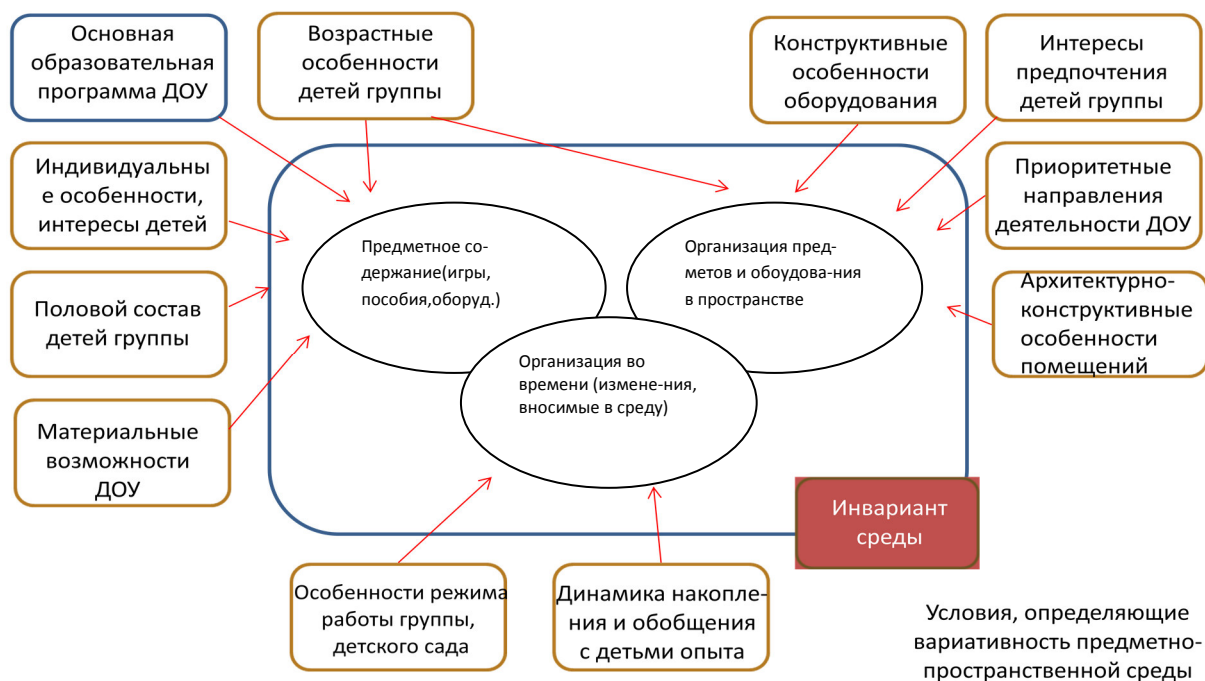 Основная
образовательная
программа ДОУ
Возрастные
особенности
детей группы
Конструктивные
особенности
оборудования
Интересы
предпочтения
детей группы
Индивидуальны
е особенности,
интересы детей
Приоритетные
направления
деятельности ДОУ
Предметное со-
держание(игры,
пособия,оборуд.)
Организация пред-
метов и обоудова-ния
в пространстве
Половой состав
детей группы
Архитектурно-
конструктивные
особенности
помещений
Организация во
времени (измене-ния,
вносимые в среду)
Материальные
возможности
ДОУ
Инвариант
среды
Особенности режима
работы группы,
детского сада
Динамика накопле-
ния и обобщения
с детьми опыта
Условия, определяющие
вариативность предметно-
пространственной среды